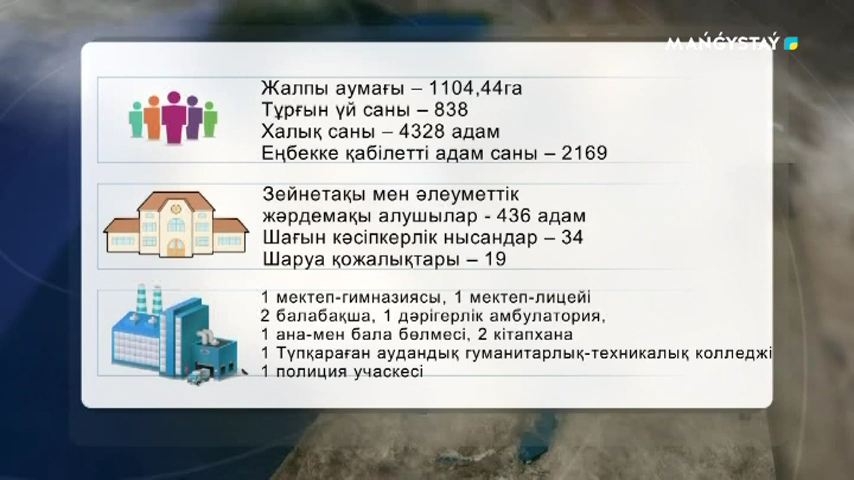 MAŃǴYSTAÝ
Жалпы аумағы – 1104,44га
Тұрғын үй саны – 838
Халық саны – 4328 адам
Еңбекке қабілетті адам саны – 2169
Зейнетақы мен әлеуметтік
жәрдемақы алушылар - 436 адам
Шағын кәсіпкерлік нысандар – 34
Шаруа қожалықтары – 19
1 мектеп-гимназиясы, 1 мектеп-лицейі
2 балабақша, 1 дәрігерлік амбулатория,
1 ана-мен бала бөлмесі, 2 кітапхана
1 Түпқараған аудандық гуманитарлық-техникалық колледжі
1 полиция учаскесі